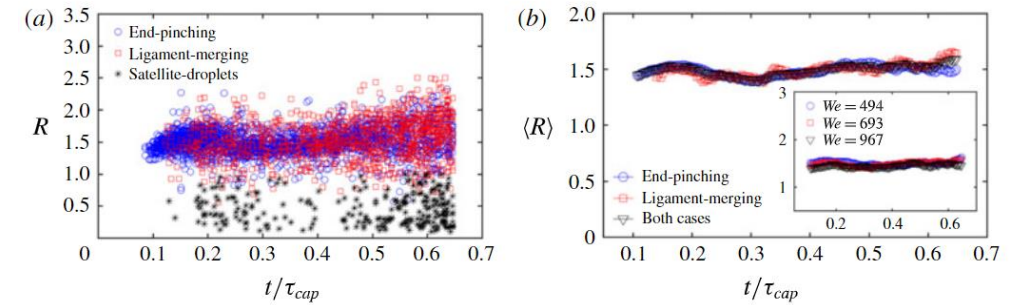 (a)
3.5
3.0
2.5
2.0
1.5
1.0
0.5
0
R
End-pinching
Ligament-merging
Satellite-droplets
0.1 0.2 0.3 0.4 0.5 0.6 0.7
t/τcap
(b)
2.0
1.5
1.0
0.5
0
⟨R⟩
End-pinching
Ligament-merging
Both cases
3
2
1
We = 494
We = 693
We = 967
0.2 0.4 0.6
0.1 0.2 0.3 0.4 0.5 0.6 0.7
t/τcap